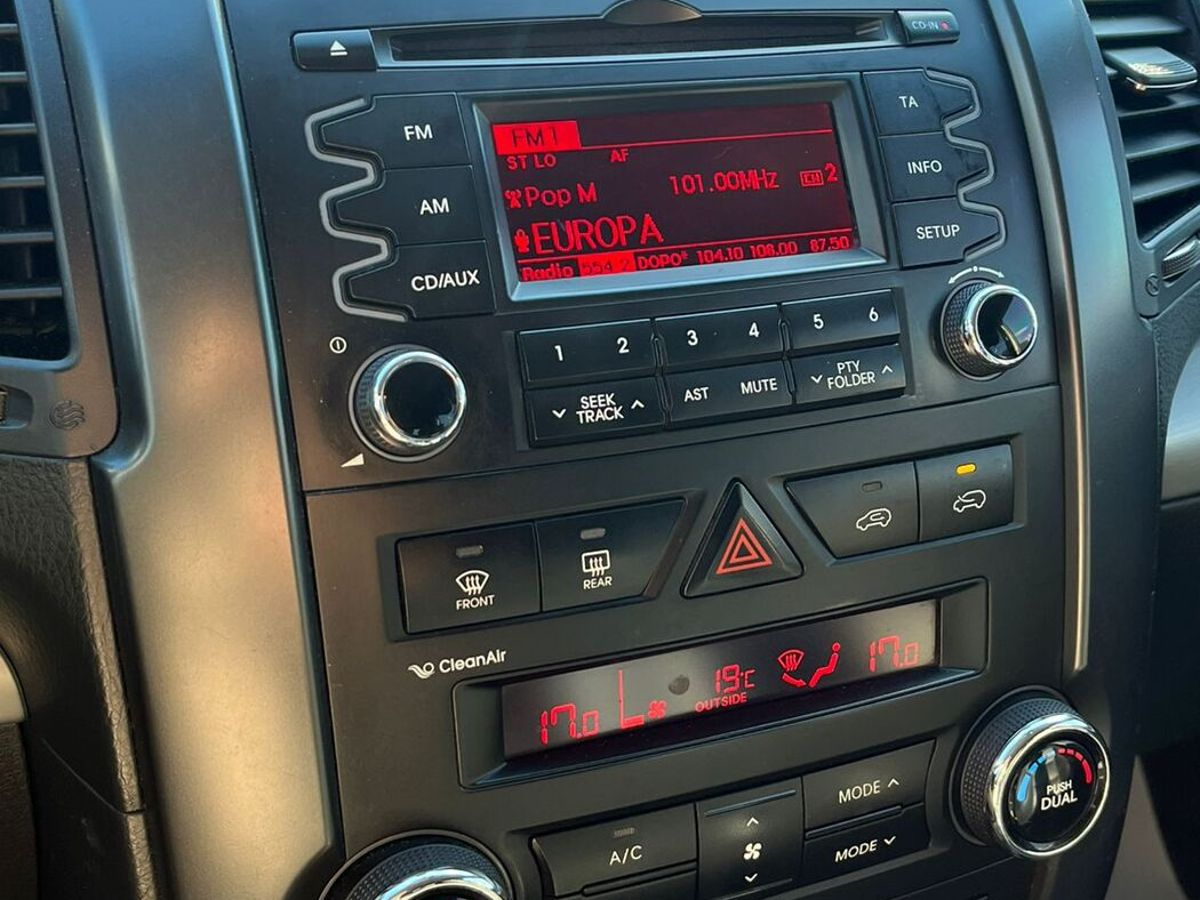 CD-IN
FM
AM
CD/AUX
FM 1
ST LO AF
Pop M 101.00MHz 2
EUROPA
Radio DOPO 104.10 108.00 87.50
TA
INFO
SETUP
1 2 3 4 5 6
SEEK
TRACK
AST MUTE
PTY
FOLDER
FRONT
REAR
CleanAir
17.0 19°C 17.0
OUTSIDE
A/C
MODE
MODE
PUSH
DUAL